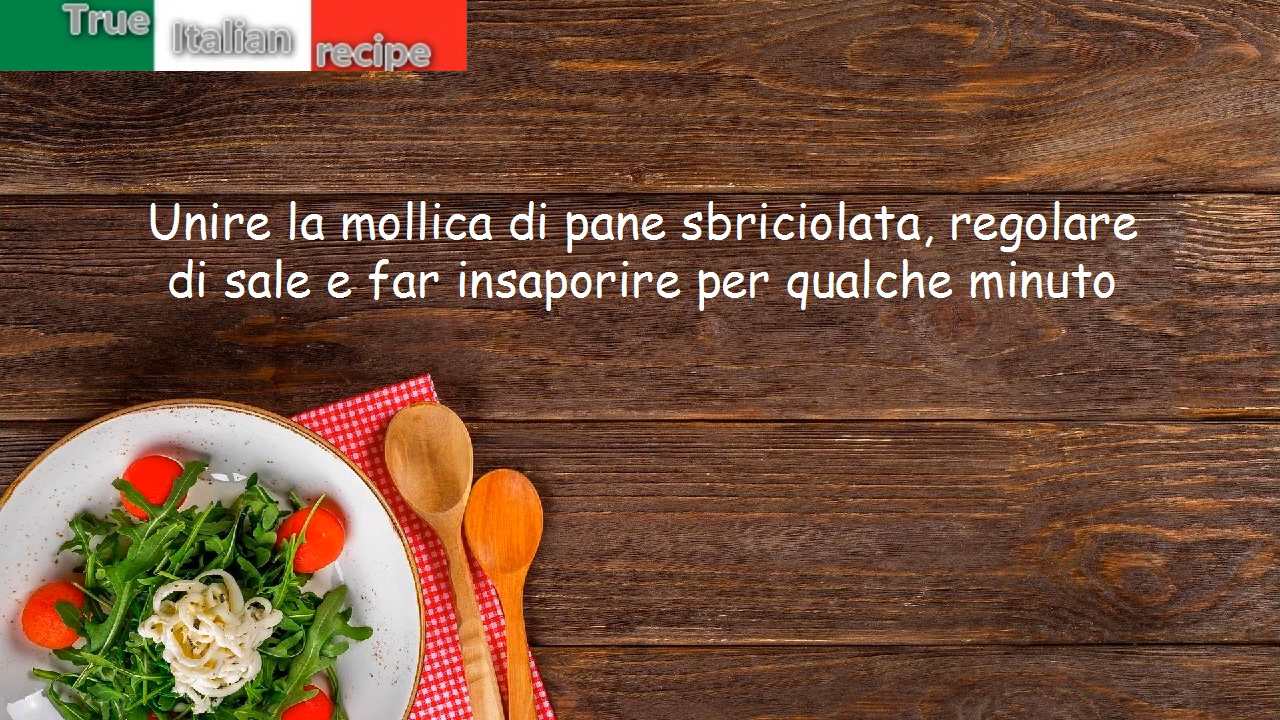 True
Italian
recipe
Unire la mollica di pane sbriciolata, regolare
di sale e far insaporire per qualche minuto